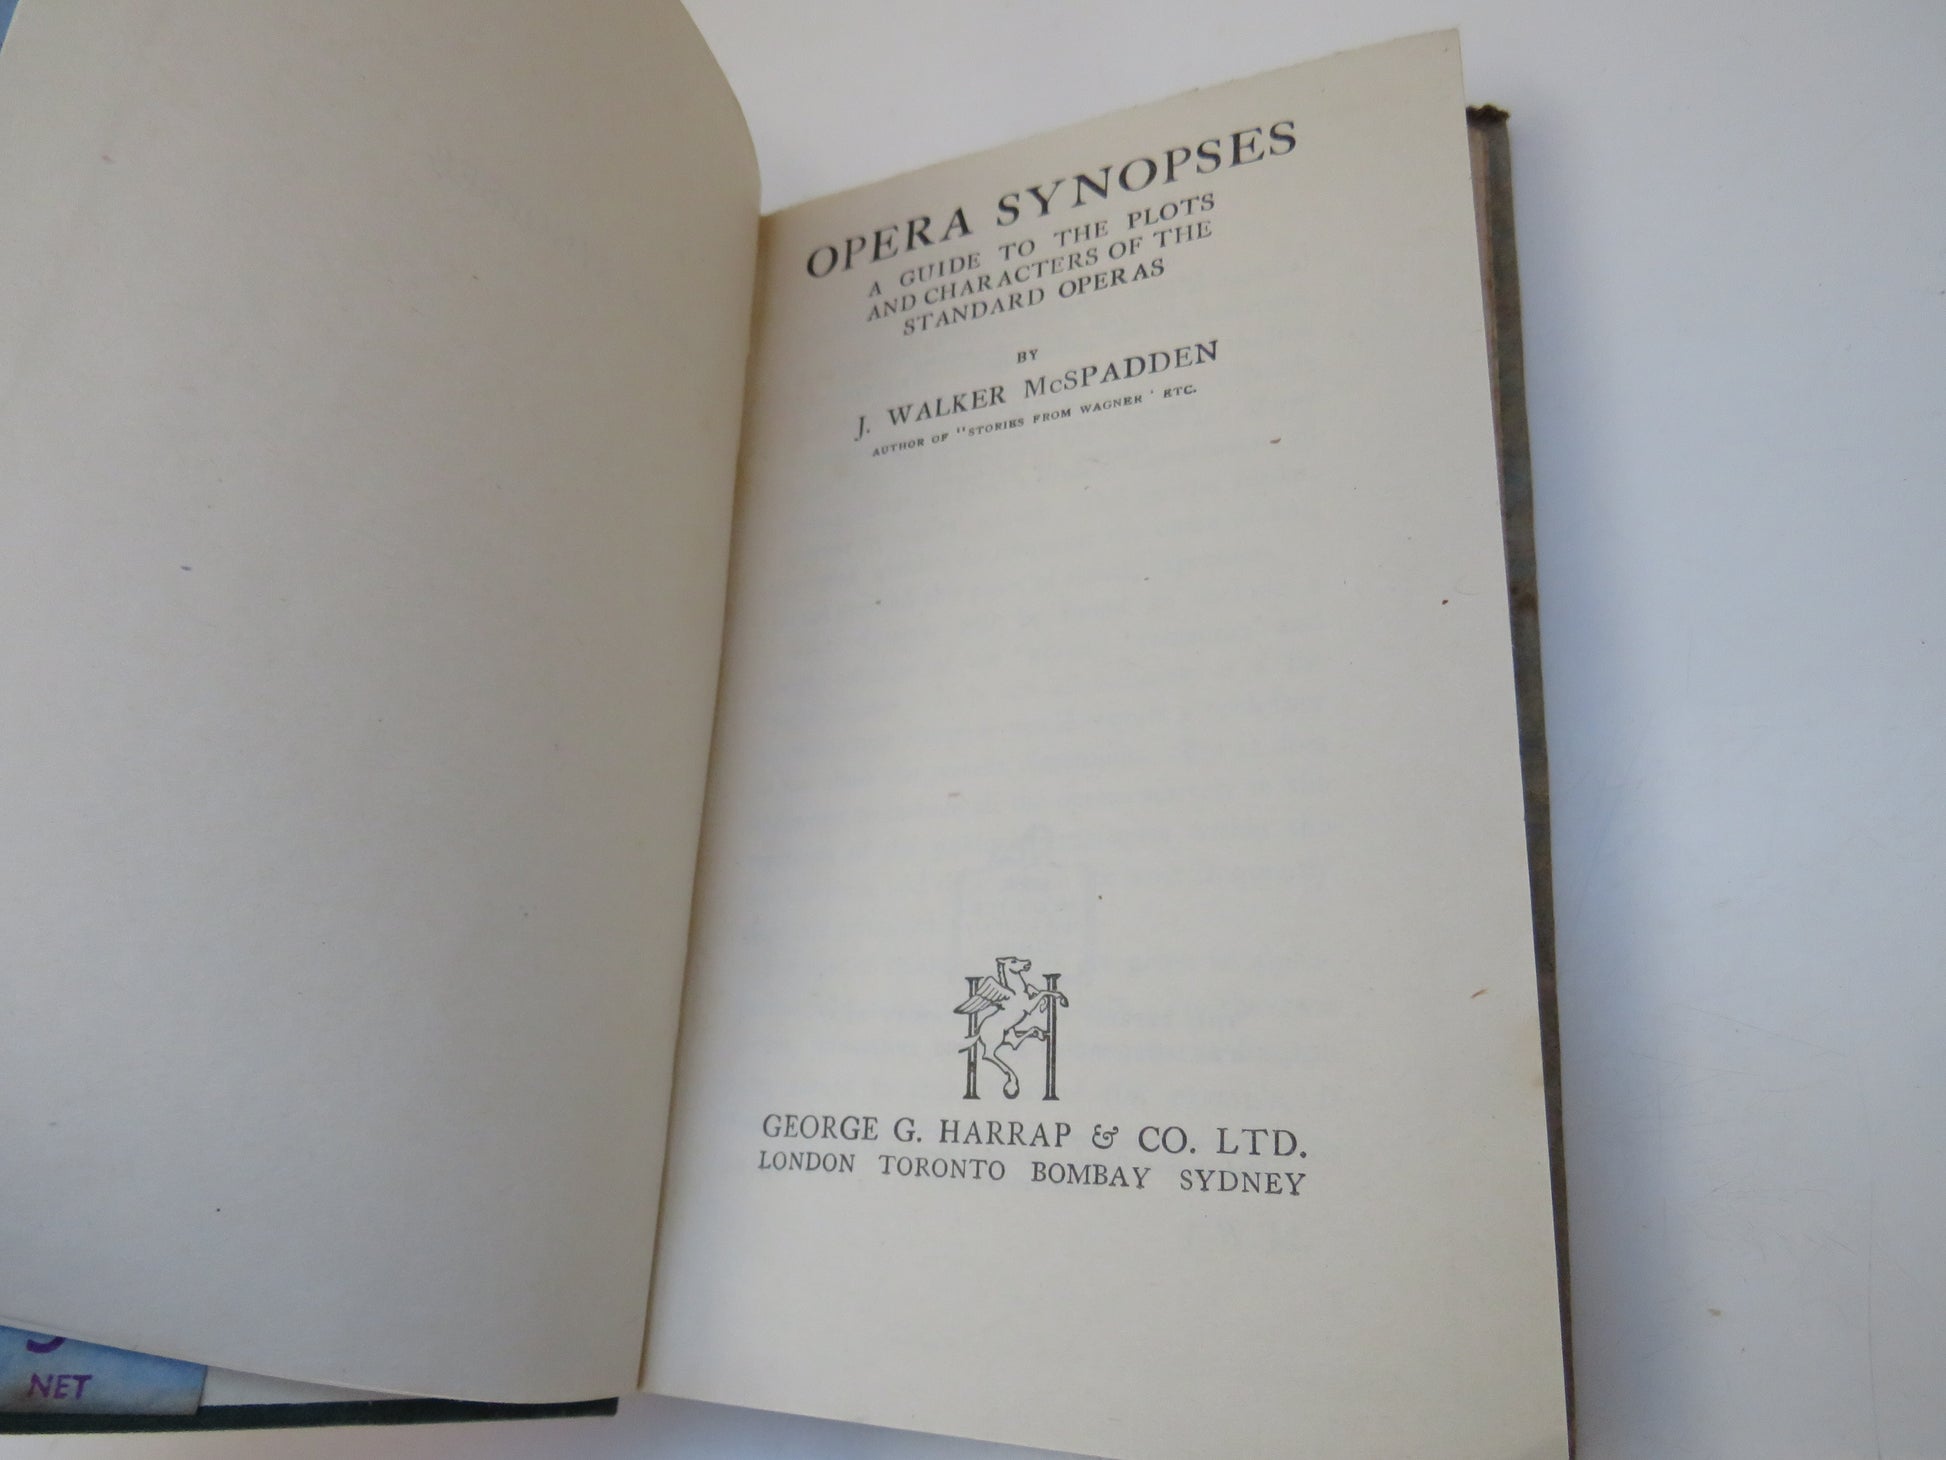 OPERA SYNOPSES
A GUIDE TO THE PLOTS
AND CHARACTERS OF THE
STANDARD OPERAS
BY
J. WALKER McSPADDEN
AUTHOR OF "STORIES FROM WAGNER' ETC.
H
GEORGE G. HARRAP & CO. LTD.
LONDON TORONTO BOMBAY SYDNEY
NET